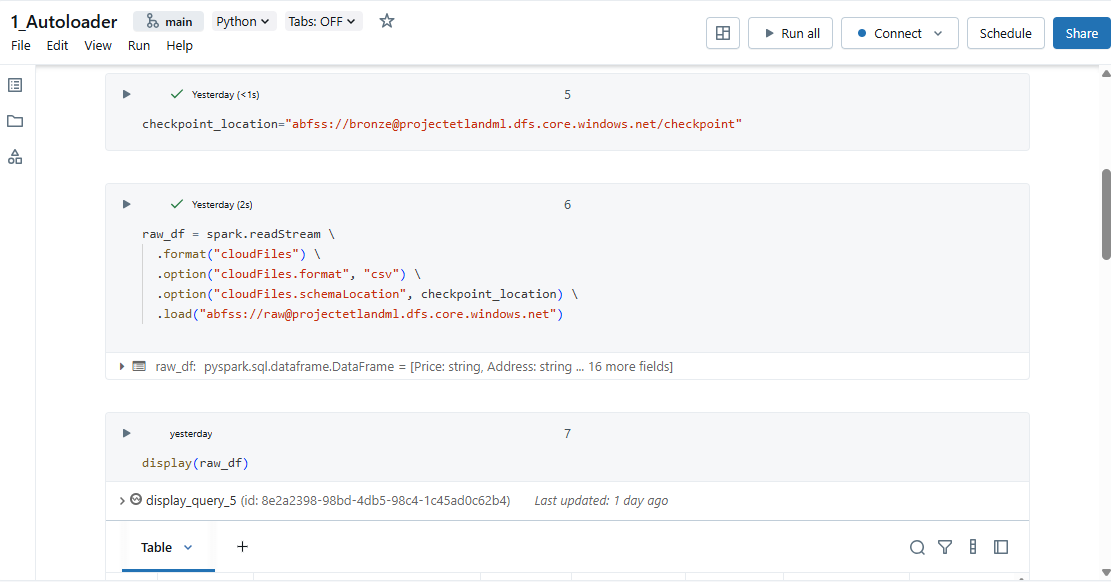 1_Autoloader main Python Tabs: OFF
File Edit View Run Help
Run all Connect Schedule Share
Yesterday (<1s) 5
checkpoint_location="abfss://bronze@projectetlandml.dfs.core.windows.net/checkpoint"
Yesterday (2s) 6
raw_df = spark.readStream \
.format("cloudFiles") \
.option("cloudFiles.format", "csv") \
.option("cloudFiles.schemaLocation", checkpoint_location) \
.load("abfss://raw@projectetlandml.dfs.core.windows.net")
raw_df: pyspark.sql.dataframe.DataFrame = [Price: string, Address: string ... 16 more fields]
yesterday 7
display(raw_df)
display_query_5 (id: 8e2a2398-98bd-4db5-98c4-1c45ad0c62b4) Last updated: 1 day ago
Table +